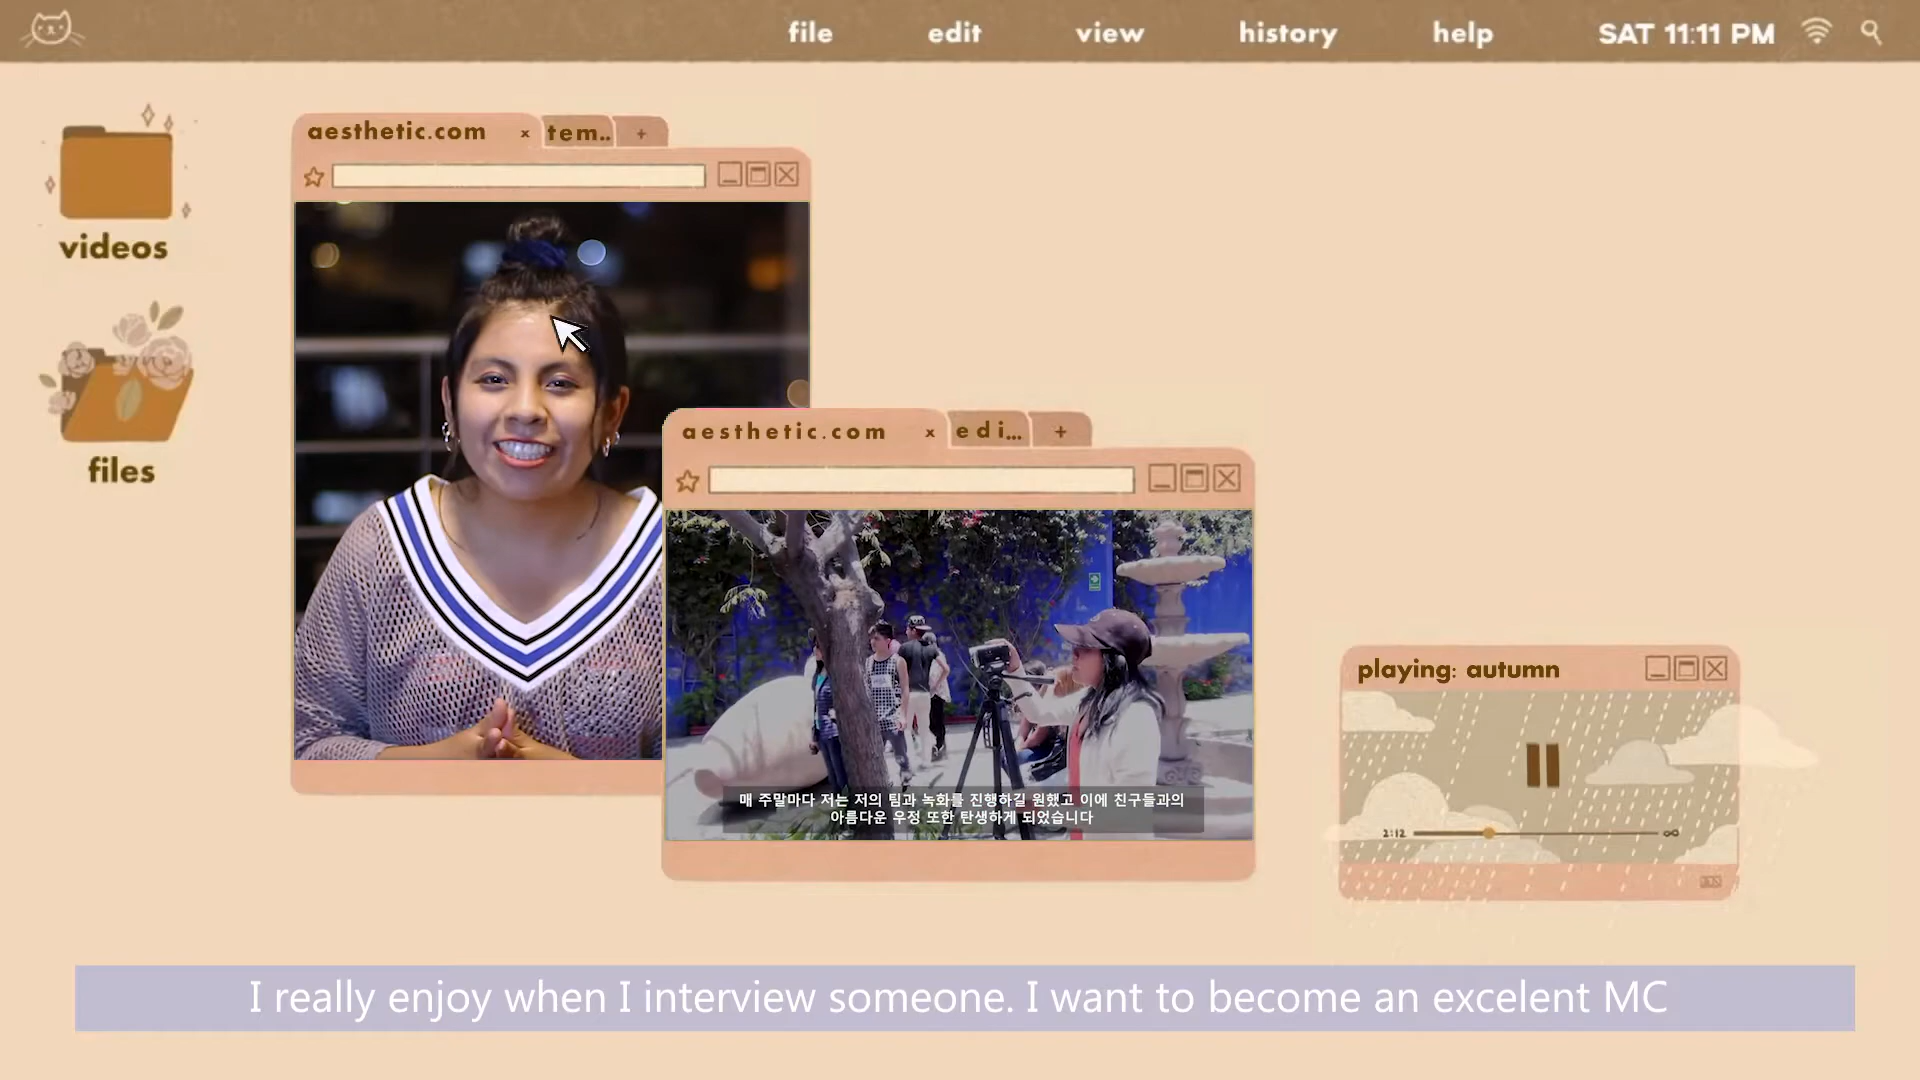 file edit view history help SAT 11:11 PM
videos
files
aesthetic.com x tem.. +
aesthetic.com x edi... +
매 주말마다 저는 저의 팀과 녹화를 진행하길 원했고 이에 친구들과의
아름다운 우정 또한 탄생하게 되었습니다
playing: autumn
2:12 ∞
I really enjoy when I interview someone. I want to become an excelent MC